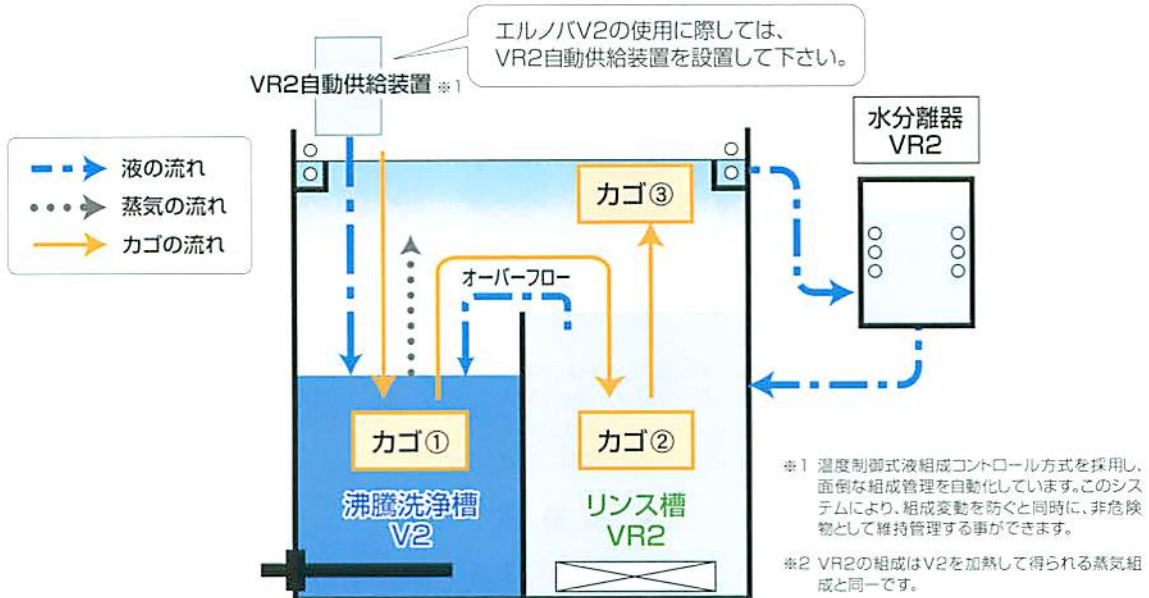 エルノバV2の使用に際しては、
VR2自動供給装置を設置して下さい。
VR2自動供給装置 ※1
水分離器
VR2
液の流れ
蒸気の流れ
カゴの流れ
カゴ③
オーバーフロー
カゴ①
カゴ②
沸騰洗浄槽
V2
リンス槽
VR2
※1 温度制御式液組成コントロール方式を採用し、
面倒な組成管理を自動化しています。このシス
テムにより、組成変動を防ぐと同時に、非危険
物として維持管理する事ができます。
※2 VR2の組成はV2を加熱して得られる蒸気組
成と同一です。